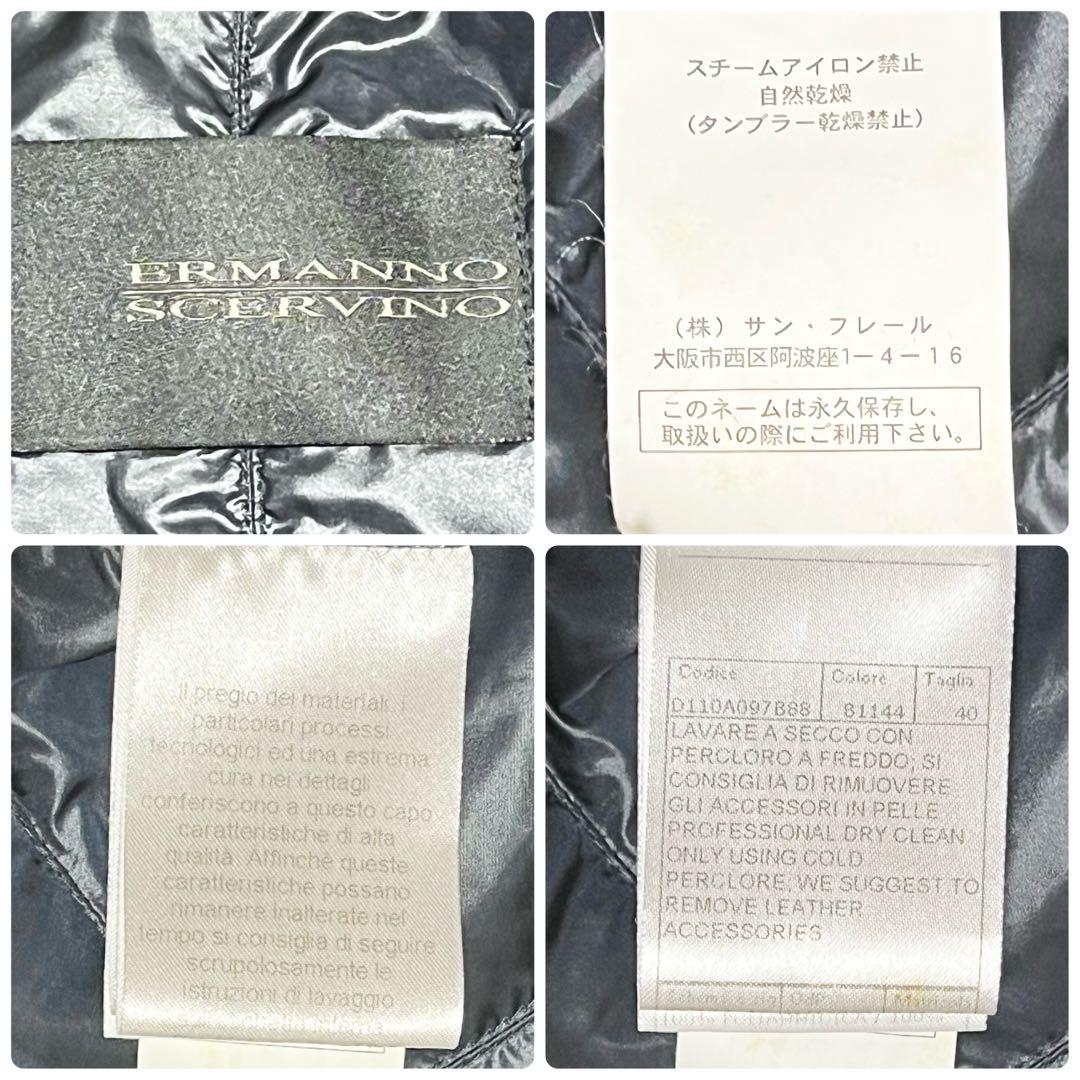 ERMANNO
SCERVINO
スチームアイロン禁止
自然乾燥
(タンブラー乾燥禁止)
(株) サン・フレール
大阪市西区阿波座1-4-16
このネームは永久保存し、
取扱いの際にご利用下さい。
Il pregio dei materiali, i
particolari processi
tecnologici ed una estrema
cura nei dettagli
conferiscono a questo capo
caratteristiche di alta
qualità. Affinché queste
caratteristiche possano
rimanere inalterate nel
tempo si consiglia di seguire
scrupolosamente le
istruzioni di lavaggio
Codice Colore Taglia
D110A097B88 81144 40
LAVARE A SECCO CON
PERCLORO A FREDDO; SI
CONSIGLIA DI RIMUOVERE
GLI ACCESSORI IN PELLE
PROFESSIONAL DRY CLEAN
ONLY USING COLD
PERCLORE; WE SUGGEST TO
REMOVE LEATHER
ACCESSORIES
Matricola